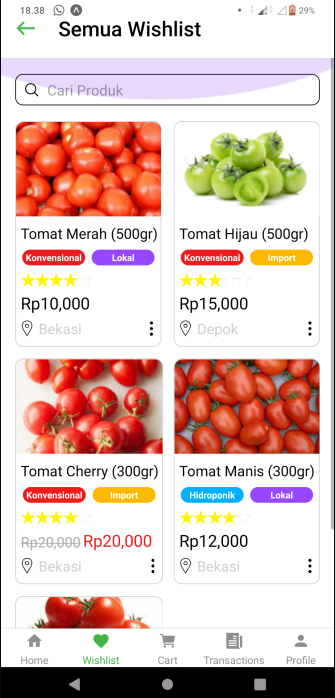 18.38
29%
Semua Wishlist
Cari Produk
Tomat Merah (500gr)
Konvensional Lokal
Rp10,000
Bekasi
Tomat Hijau (500gr)
Konvensional Import
Rp15,000
Depok
Tomat Cherry (300gr)
Konvensional Import
Rp20,000 Rp20,000
Bekasi
Tomat Manis (300gr)
Hidroponik Lokal
Rp12,000
Bekasi
Home Wishlist Cart Transactions Profile